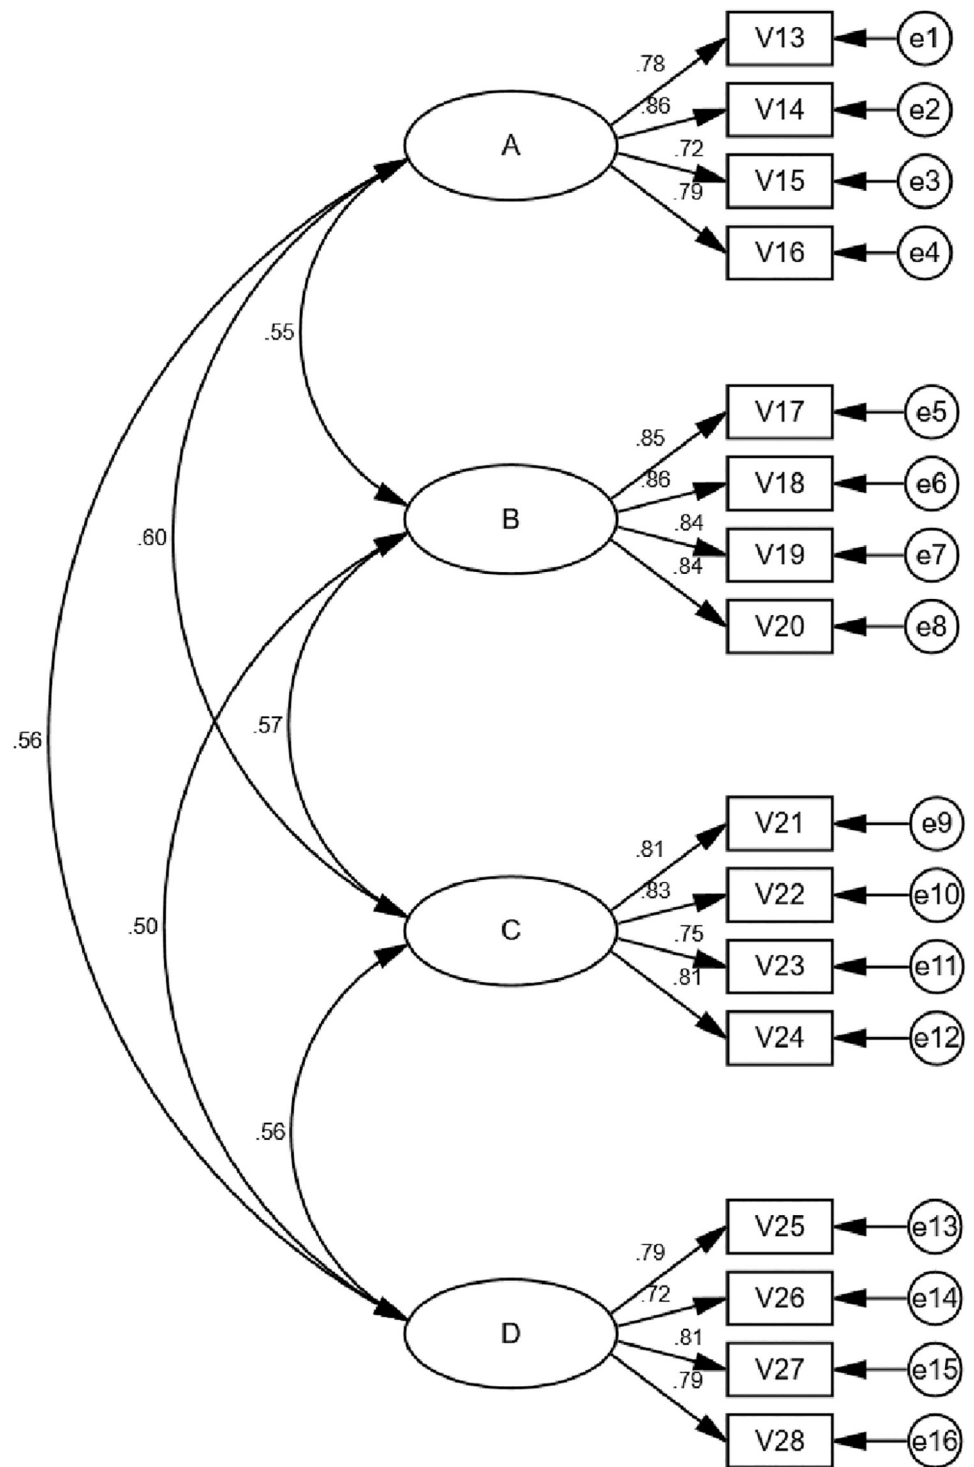 V13 e1
.78
.86 V14 e2
A
.72
V15 e3
.79
V16 e4
.55
V17 e5
.85
.86 V18 e6
B
.84
V19 e7
.60
.84
V20 e8
.57
.56
V21 e9
.81
.83 V22 e10
.50
C
.75
V23 e11
.81
V24 e12
.56
V25 e13
.79
.72 V26 e14
D
.81
V27 e15
.79
V28 e16